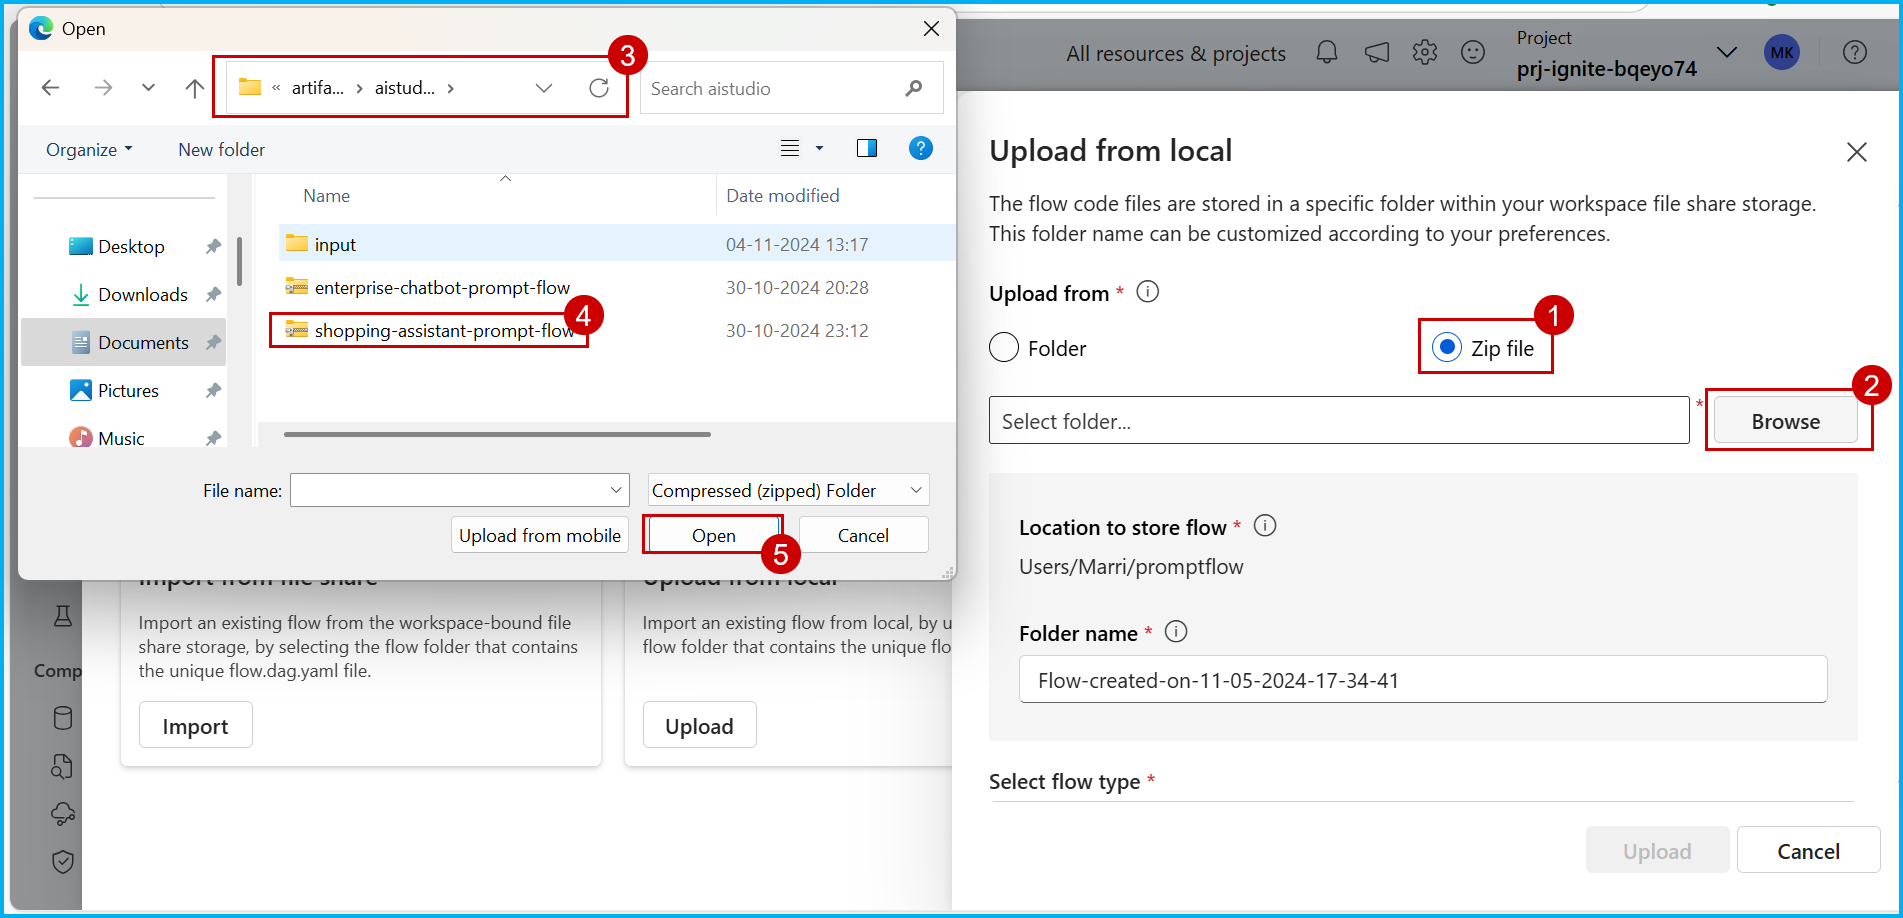 Open
« artifa... > aistud... >
3
Search aistudio
Organize
New folder
?
Name
Date modified
Desktop
Downloads
Documents
Pictures
Music
input
04-11-2024 13:17
enterprise-chatbot-prompt-flow
30-10-2024 20:28
shopping-assistant-prompt-flow
4
30-10-2024 23:12
File name:
Compressed (zipped) Folder
Upload from mobile
Open
5
Cancel
All resources & projects
Project
prj-ignite-bqeyo74
MK
?
Comp
Import from file share
Import an existing flow from the workspace-bound file
share storage, by selecting the flow folder that contains
the unique flow.dag.yaml file.
Import
Upload from local
Import an existing flow from local, by u
flow folder that contains the unique flo
Upload
Upload from local
The flow code files are stored in a specific folder within your workspace file share storage.
This folder name can be customized according to your preferences.
Upload from *
Folder
Zip file
1
Select folder...
*
Browse
2
Location to store flow *
Users/Marri/promptflow
Folder name *
Flow-created-on-11-05-2024-17-34-41
Select flow type *
Upload
Cancel